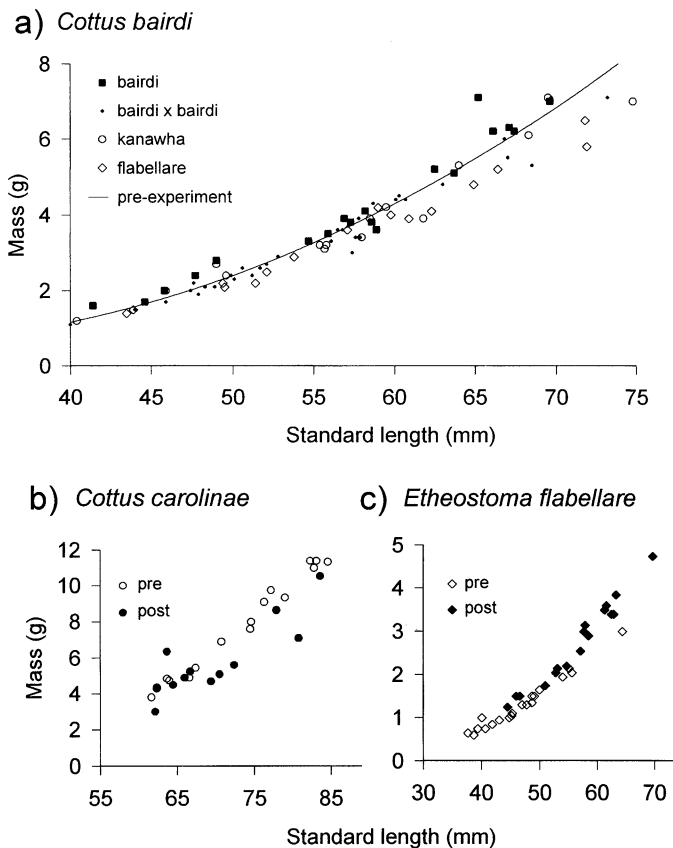 a) Cottus bairdi
8
6
4
2
0
Mass (g)
bairdi
bairdi x bairdi
kanawha
flabellare
pre-experiment
40 45 50 55 60 65 70 75
Standard length (mm)
b) Cottus carolinae
12
10
8
6
4
2
0
Mass (g)
pre
post
55 65 75 85
c) Etheostoma flabellare
5
4
3
2
1
0
pre
post
30 40 50 60 70
Standard length (mm)